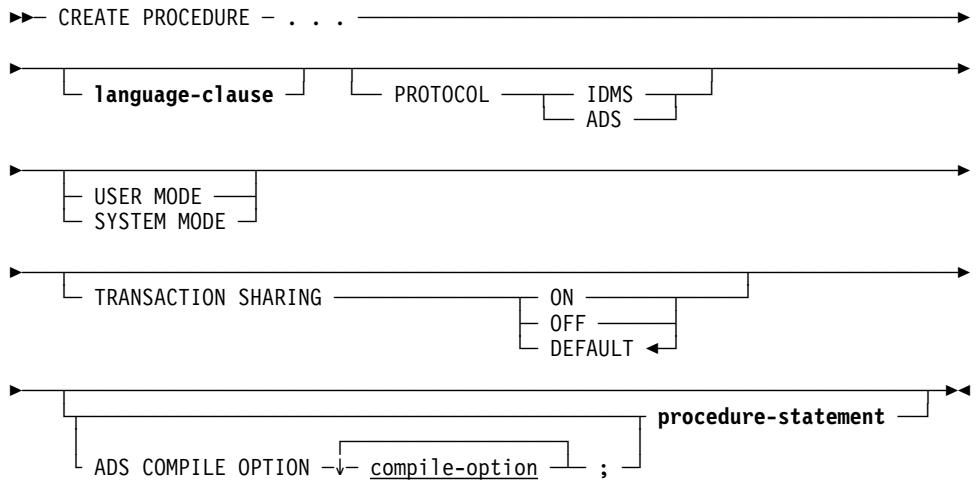 CREATE PROCEDURE . . .
language-clause PROTOCOL IDMS
ADS
USER MODE
SYSTEM MODE
TRANSACTION SHARING ON
OFF
DEFAULT
procedure-statement
ADS COMPILE OPTION compile-option ;